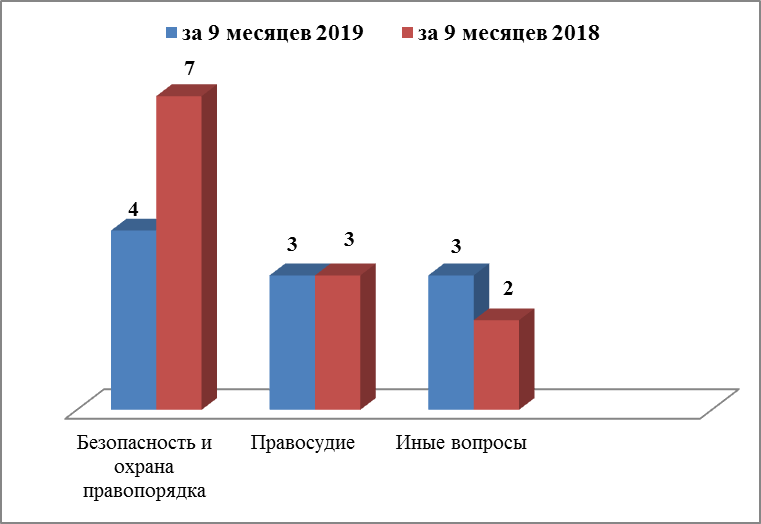 за 9 месяцев 2019 за 9 месяцев 2018
7
4
3
3
3
2
Безопасность и охрана правопорядка
Правосудие
Иные вопросы